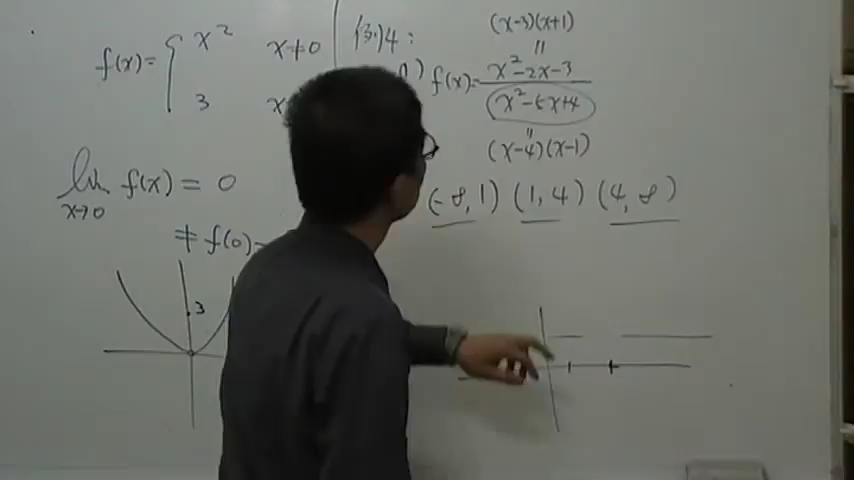 f(x)= { x² x≠0
3 x
lim f(x) = 0
x→0
≠ f(0)=
3
(3.)4 :
1) f(x)=
(x-3)(x+1)
=
x²-2x-3
x²-5x+4
=
(x-4)(x-1)
(-∞,1) (1,4) (4,∞)